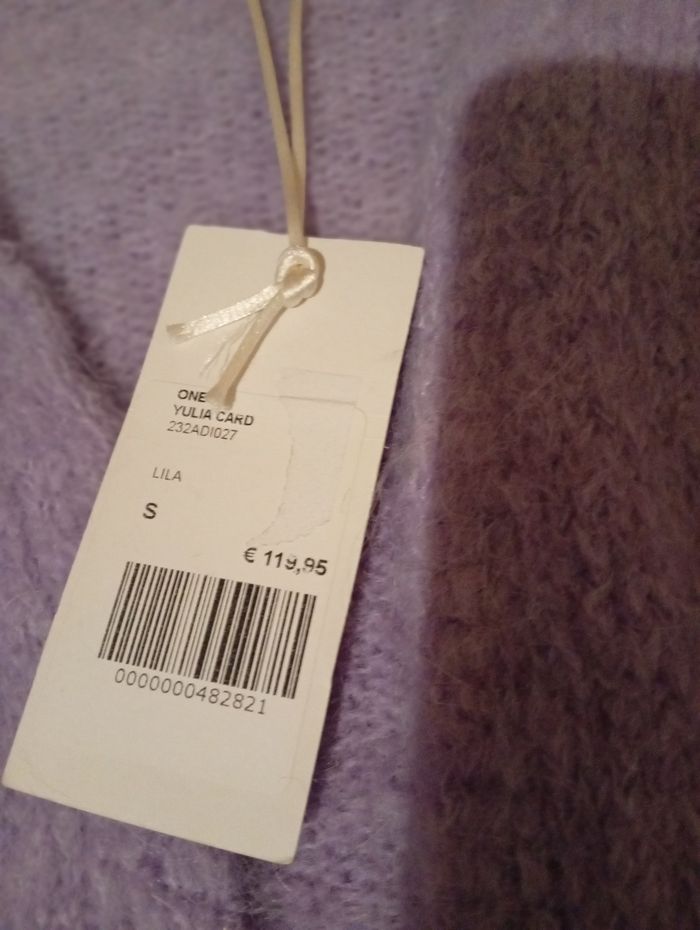 ONE
YULIA CARD
232ADI027
LILA
S
€ 119,95
0000000482821